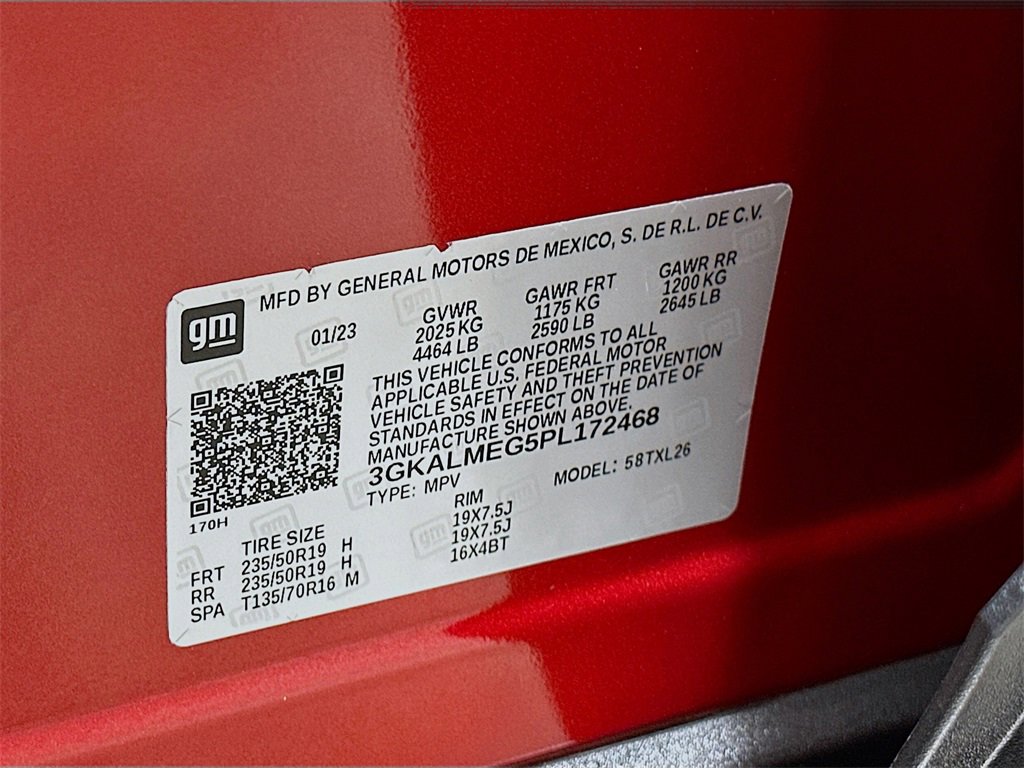 MFD BY GENERAL MOTORS DE MEXICO, S. DE R.L. DE C.V.
gm
01/23
GVWR
2025 KG
4464 LB
GAWR FRT
1175 KG
2590 LB
GAWR RR
1200 KG
2645 LB
THIS VEHICLE CONFORMS TO ALL
APPLICABLE U.S. FEDERAL MOTOR
VEHICLE SAFETY AND THEFT PREVENTION
STANDARDS IN EFFECT ON THE DATE OF
MANUFACTURE SHOWN ABOVE.
3GKALMEG5PL172468
TYPE: MPV MODEL: 58TXL26
170H
TIRE SIZE RIM
FRT 235/50R19 H 19X7.5J
RR 235/50R19 H 19X7.5J
SPA T135/70R16 M 16X4BT